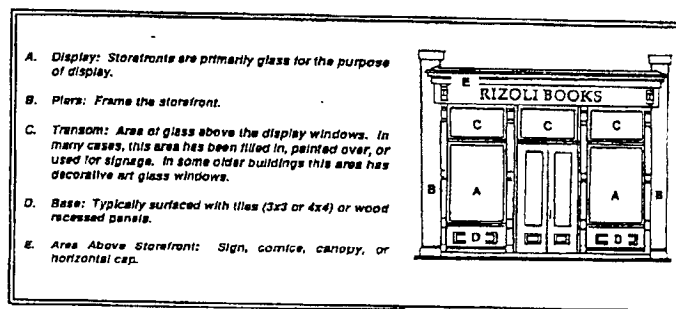 A. Display: Storefronts are primarily glass for the purpose
of display.
B. Piers: Frame the storefront.
C. Transom: Area of glass above the display windows. In
many cases, this area has been filled in, painted over, or
used for signage. In some older buildings this area has
decorative art glass windows.
D. Base: Typically surfaced with tiles (3x3 or 4x4) or wood
recessed panels.
E. Area Above Storefront: Sign, cornice, canopy, or
horizontal cap.
E
RIZOLI BOOKS
C C C
B A A B
D D